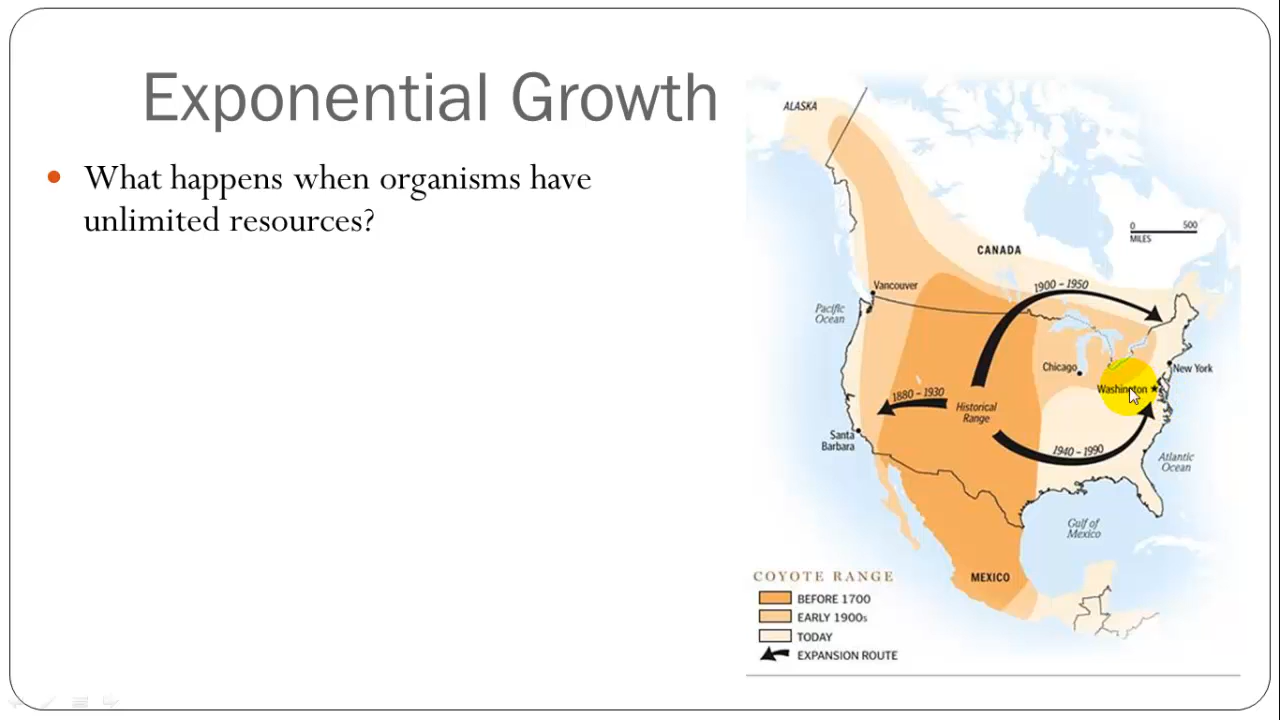 Exponential Growth
What happens when organisms have
unlimited resources?
ALASKA
0 500
MILES
CANADA
1900 – 1950
Vancouver
Pacific
Ocean
Chicago
New York
Washington
1880 – 1930
Historical
Range
Santa
Barbara
1940 – 1990
Atlantic
Ocean
Gulf of
Mexico
MEXICO
COYOTE RANGE
BEFORE 1700
EARLY 1900s
TODAY
EXPANSION ROUTE